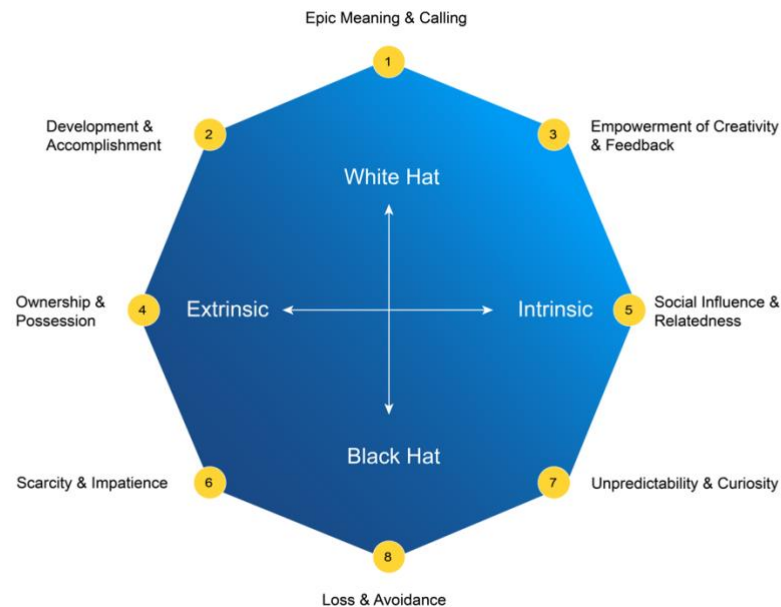 Epic Meaning & Calling
1
Development &
Accomplishment
2
3
Empowerment of Creativity
& Feedback
White Hat
Ownership &
Possession
4
Extrinsic
Intrinsic
5
Social Influence &
Relatedness
Black Hat
Scarcity & Impatience
6
7
Unpredictability & Curiosity
8
Loss & Avoidance